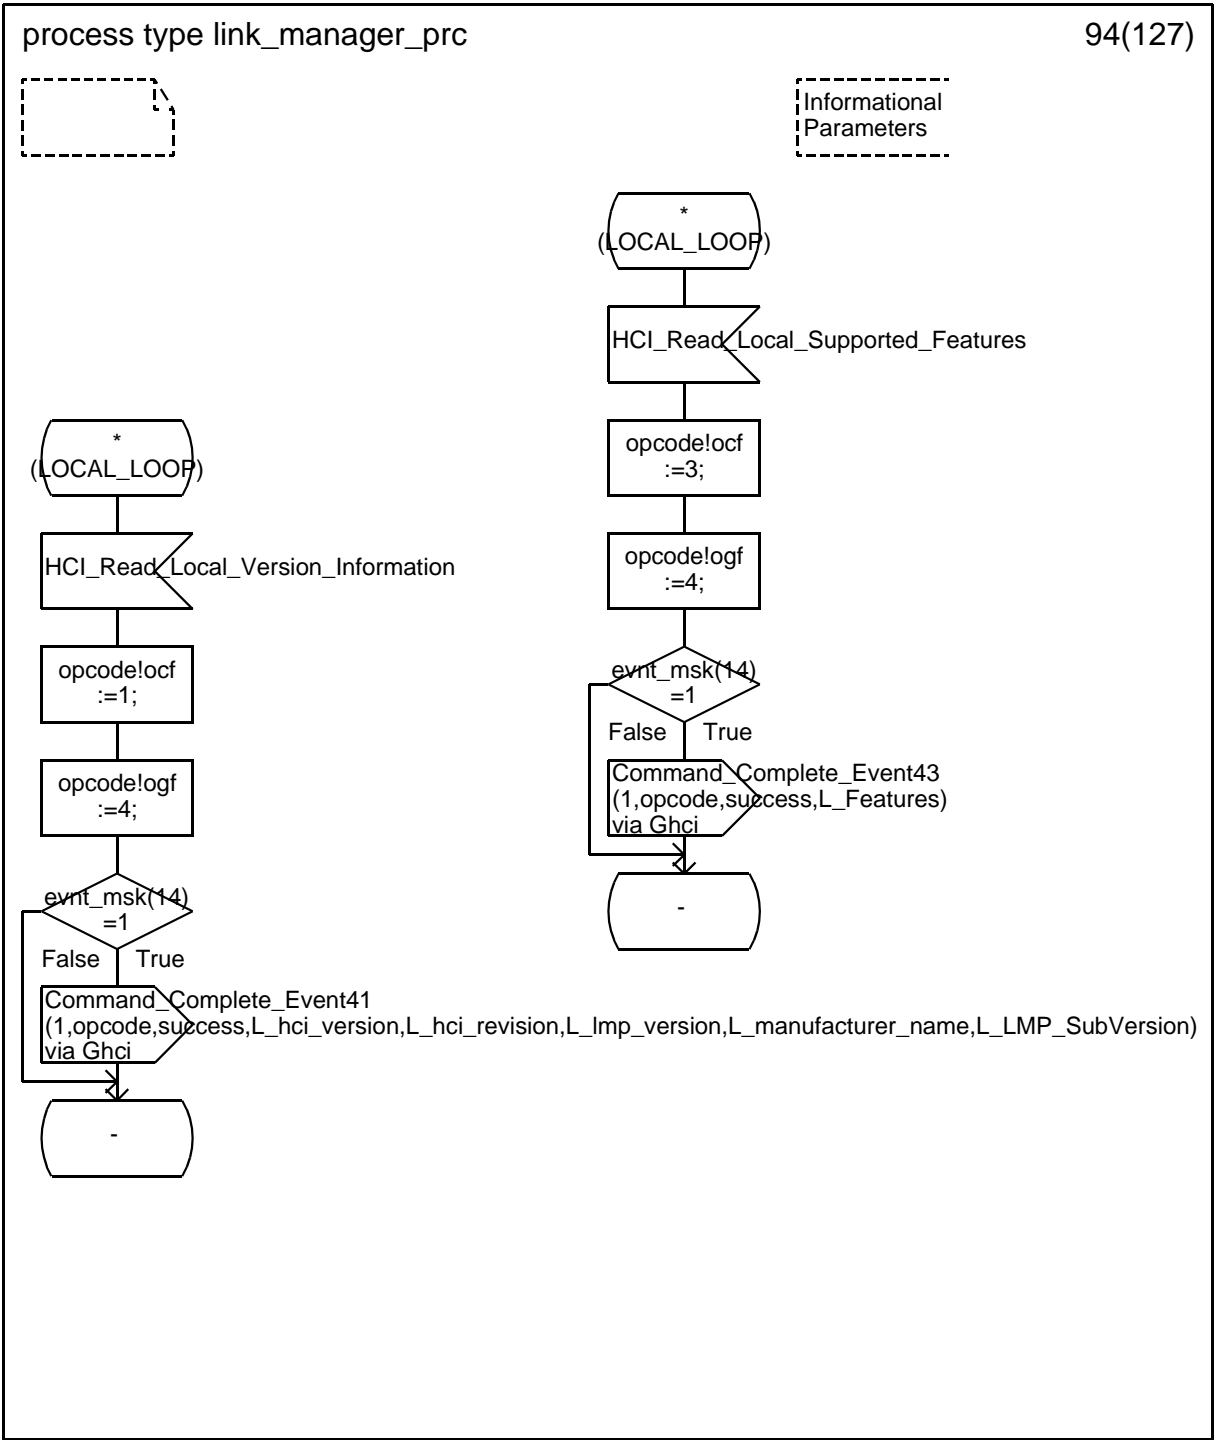 process type link_manager_prc
94(127)
Informational
Parameters
*
(LOCAL_LOOP)
HCI_Read_Local_Version_Information
opcode!ocf
:=1;
opcode!ogf
:=4;
evnt_msk(14)
=1
False
True
Command_Complete_Event41
(1,opcode,success,L_hci_version,L_hci_revision,L_lmp_version,L_manufacturer_name,L_LMP_SubVersion)
via Ghci
-
*
(LOCAL_LOOP)
HCI_Read_Local_Supported_Features
opcode!ocf
:=3;
opcode!ogf
:=4;
evnt_msk(14)
=1
False
True
Command_Complete_Event43
(1,opcode,success,L_Features)
via Ghci
-